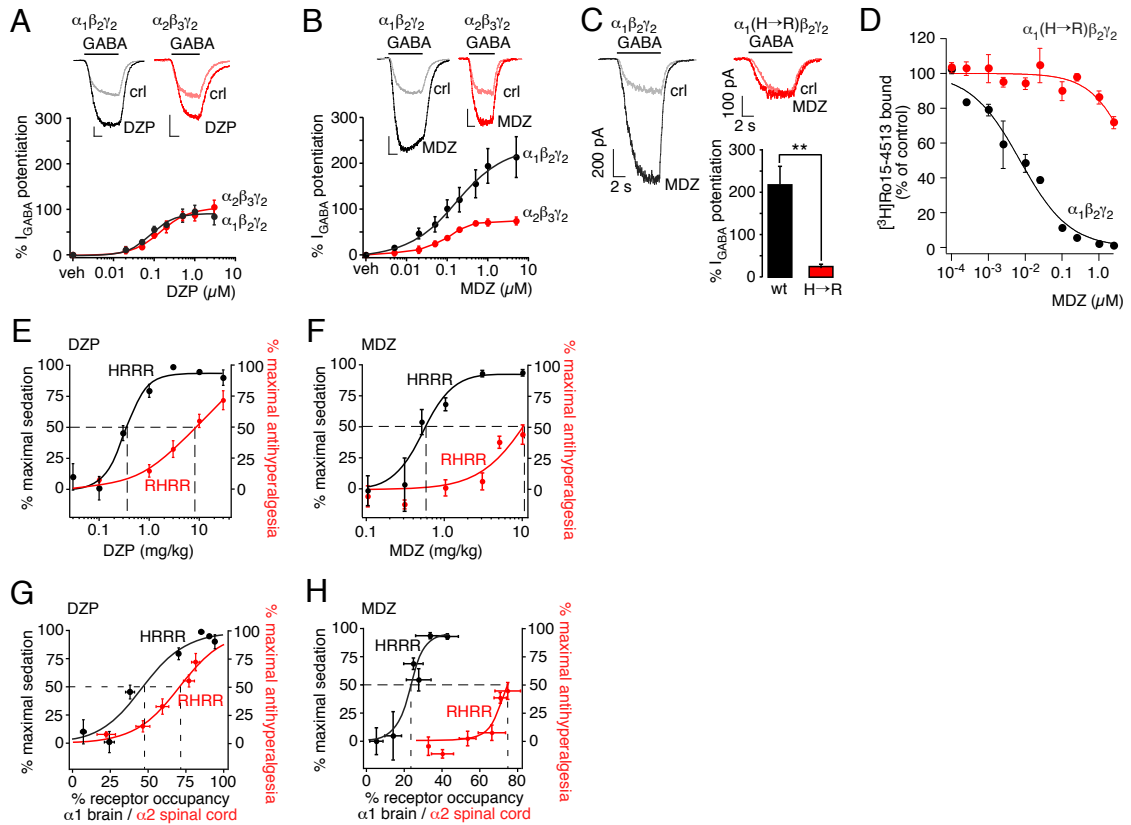 A
α1β2γ2
α2β3γ2
GABA
GABA
crl
crl
DZP
DZP
% IGABA potentiation
300
200
100
0
α2β3γ2
α1β2γ2
veh 0.01 0.1 1.0 10
DZP (µM)
B
α1β2γ2
α2β3γ2
GABA
GABA
crl
crl
MDZ
MDZ
% IGABA potentiation
300
200
100
0
α1β2γ2
α2β3γ2
veh 0.01 0.1 1.0 10
MDZ (µM)
C
α1β2γ2
α1(H→R)β2γ2
GABA
GABA
crl
crl
MDZ
MDZ
200 pA
2 s
100 pA
2 s
% IGABA potentiation
300
200
100
0
**
wt H→R
D
[³H]Ro15-4513 bound
(% of control)
120
100
80
60
40
20
0
α1(H→R)β2γ2
α1β2γ2
10⁻⁴ 10⁻³ 10⁻² 0.1 1.0
MDZ (µM)
E
DZP
% maximal sedation
100
75
50
25
0
HRRR
RHRR
100
75
50
25
0
% maximal antihyperalgesia
0.1 1.0 10
DZP (mg/kg)
F
MDZ
% maximal sedation
100
75
50
25
0
HRRR
RHRR
100
75
50
25
0
% maximal antihyperalgesia
0.1 1.0 10
MDZ (mg/kg)
G
DZP
% maximal sedation
100
75
50
25
0
HRRR
RHRR
100
75
50
25
0
% maximal antihyperalgesia
0 25 50 75 100
% receptor occupancy
α1 brain / α2 spinal cord
H
MDZ
% maximal sedation
100
75
50
25
0
HRRR
RHRR
100
75
50
25
0
% maximal antihyperalgesia
0 20 40 60 80
% receptor occupancy
α1 brain / α2 spinal cord